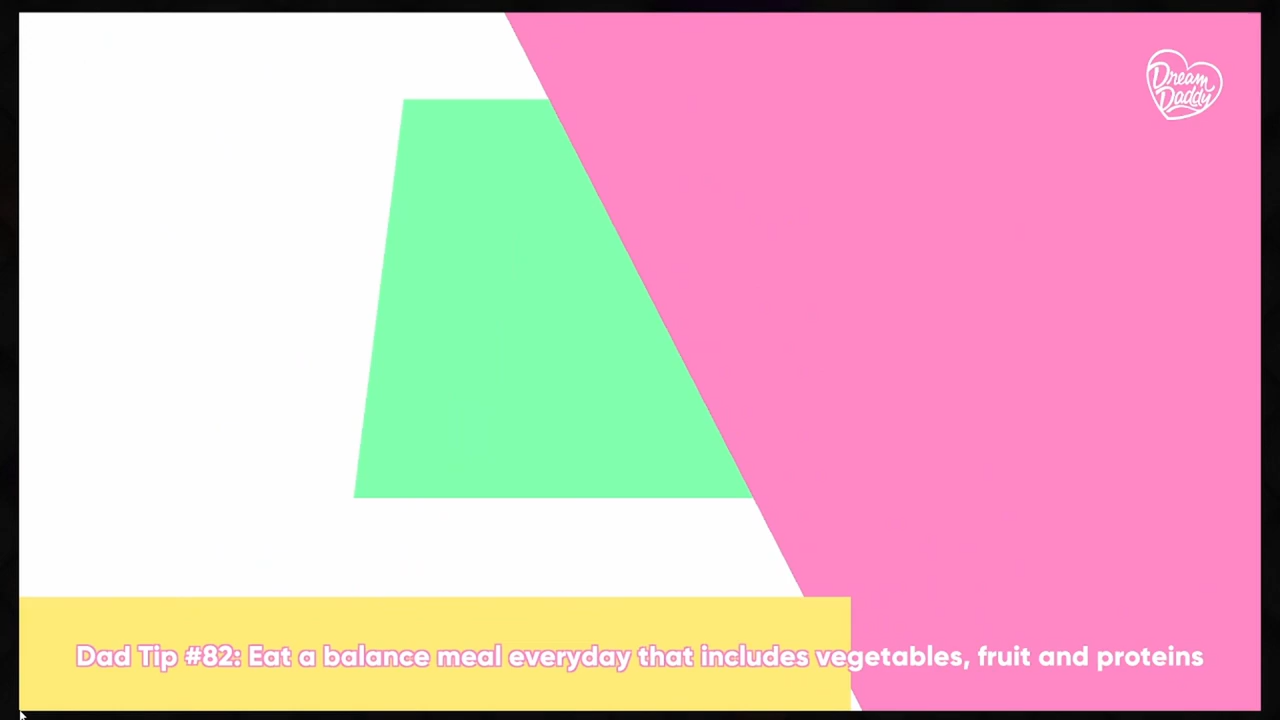 Dream
Daddy
Dad Tip #82: Eat a balance meal everyday that includes vegetables, fruit and proteins